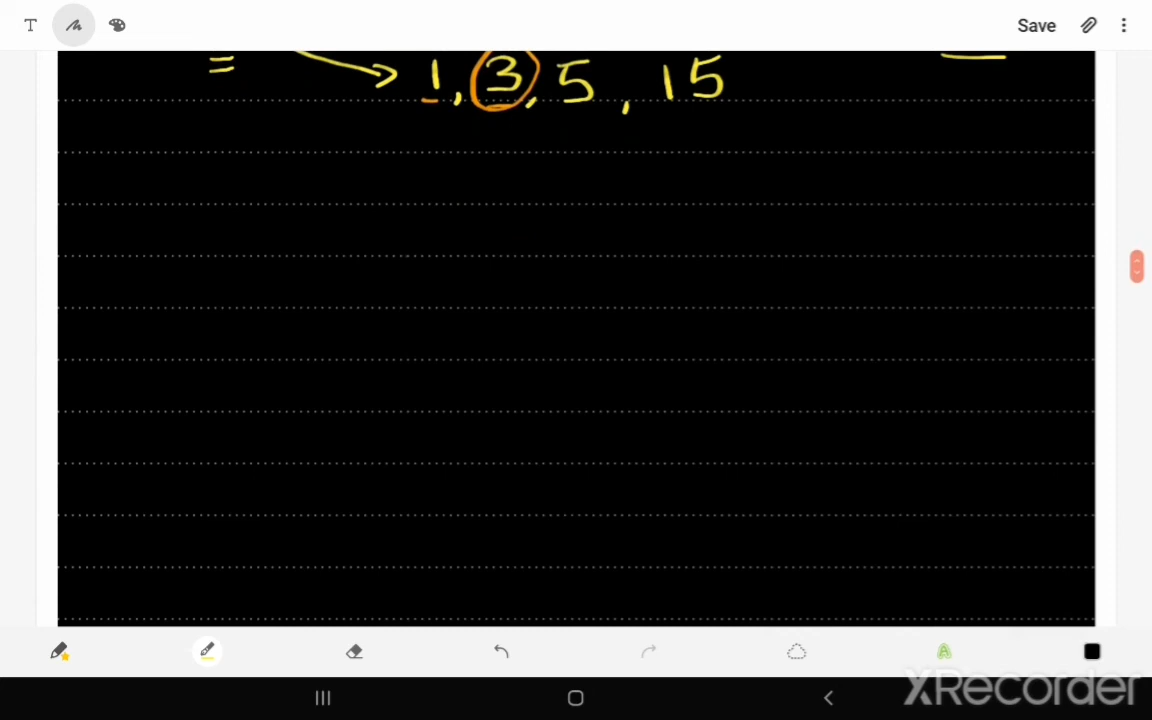 T Save
= → 1, 3, 5, 15
A
XRecorder